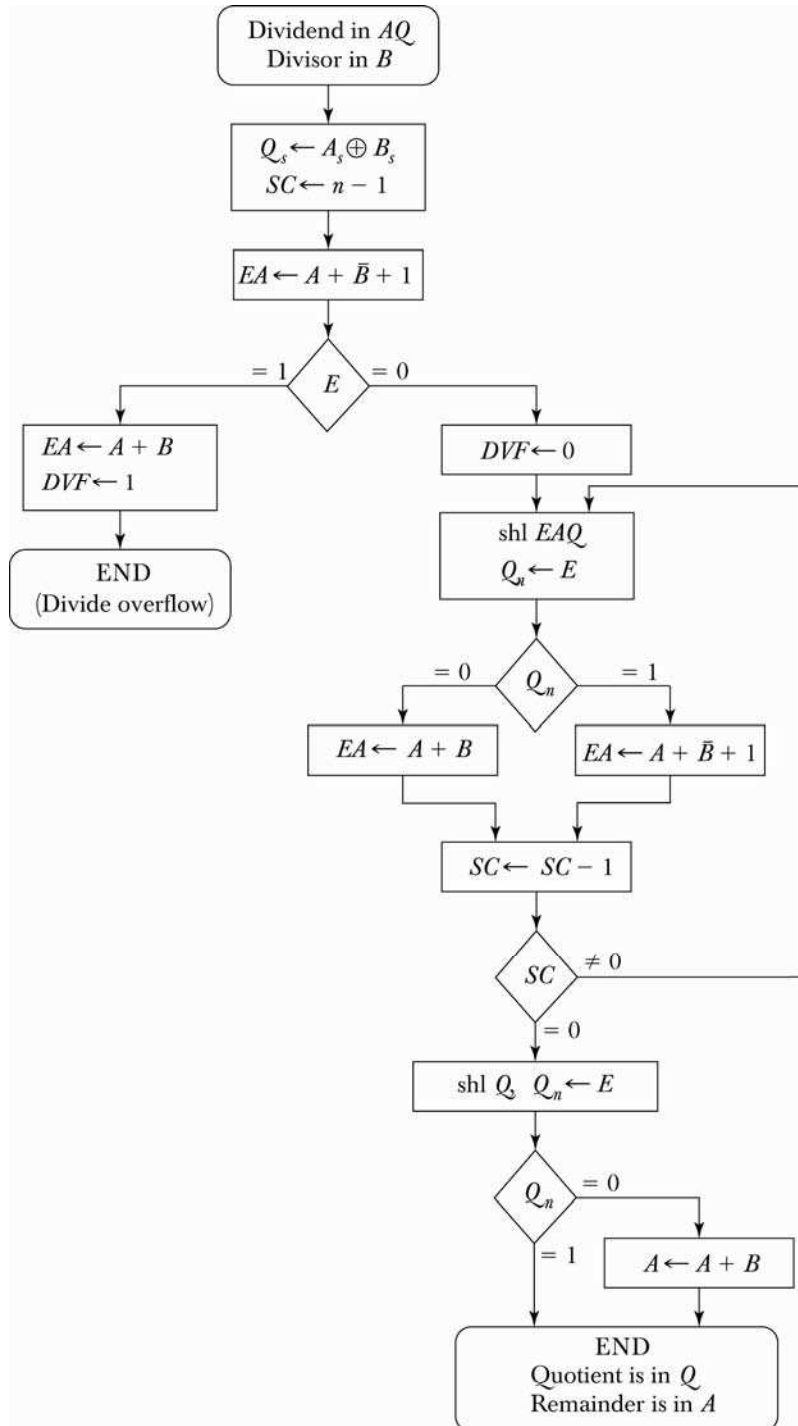 Dividend in AQ
Divisor in B
Qₛ ← Aₛ ⊕ Bₛ
SC ← n − 1
EA ← A + B̄ + 1
= 1
E
= 0
EA ← A + B
DVF ← 1
DVF ← 0
END
(Divide overflow)
shl EAQ
Qₙ ← E
= 0
Qₙ
= 1
EA ← A + B
EA ← A + B̄ + 1
SC ← SC − 1
SC
≠ 0
= 0
shl Q, Qₙ ← E
Qₙ
= 0
= 1
A ← A + B
END
Quotient is in Q
Remainder is in A